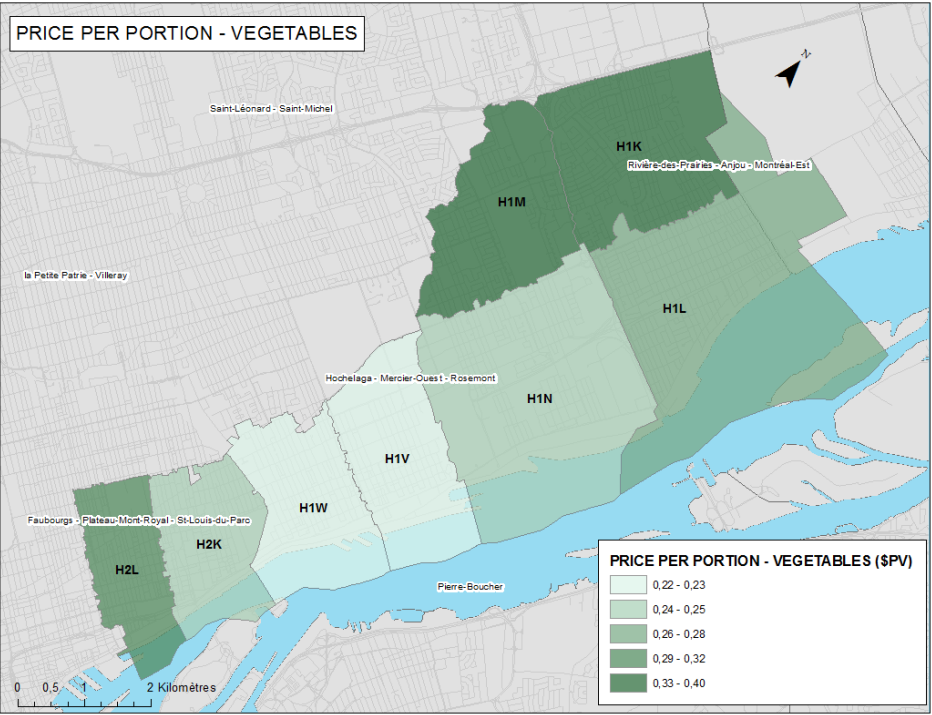 PRICE PER PORTION - VEGETABLES
N
Saint-Léonard - Saint-Michel
H1K
Rivière-des-Prairies - Anjou - Montréal-Est
H1M
la Petite Patrie - Villeray
H1L
Hochelaga - Mercier-Ouest - Rosemont
H1N
H1V
H1W
Faubourgs - Plateau-Mont-Royal - St-Louis-du-Parc
H2K
H2L
Pierre-Boucher
PRICE PER PORTION - VEGETABLES ($PV)
0,22 - 0,23
0,24 - 0,25
0,26 - 0,28
0,29 - 0,32
0,33 - 0,40
0 0,5 1 2 Kilomètres